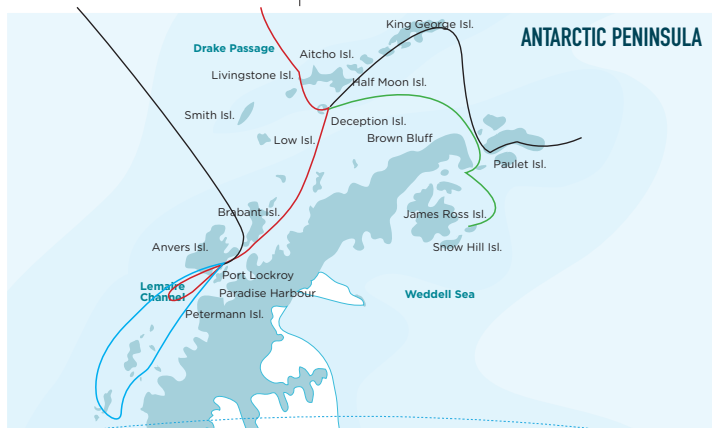 King George Isl.
ANTARCTIC PENINSULA
Drake Passage
Aitcho Isl.
Livingstone Isl.
Half Moon Isl.
Smith Isl.
Deception Isl.
Low Isl.
Brown Bluff
Paulet Isl.
Brabant Isl.
James Ross Isl.
Anvers Isl.
Snow Hill Isl.
Port Lockroy
Lemaire
Channel
Paradise Harbour
Weddell Sea
Petermann Isl.